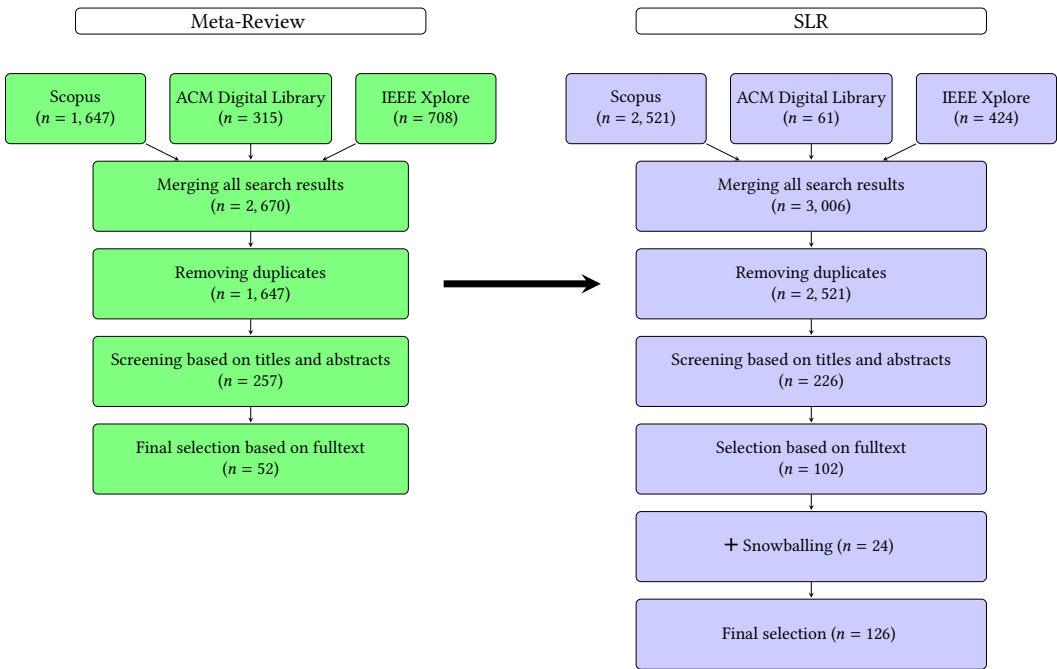 Meta-Review
SLR
Scopus
(n = 1, 647)
ACM Digital Library
(n = 315)
IEEE Xplore
(n = 708)
Merging all search results
(n = 2, 670)
Removing duplicates
(n = 1, 647)
Screening based on titles and abstracts
(n = 257)
Final selection based on fulltext
(n = 52)
Scopus
(n = 2, 521)
ACM Digital Library
(n = 61)
IEEE Xplore
(n = 424)
Merging all search results
(n = 3, 006)
Removing duplicates
(n = 2, 521)
Screening based on titles and abstracts
(n = 226)
Selection based on fulltext
(n = 102)
+ Snowballing (n = 24)
Final selection (n = 126)